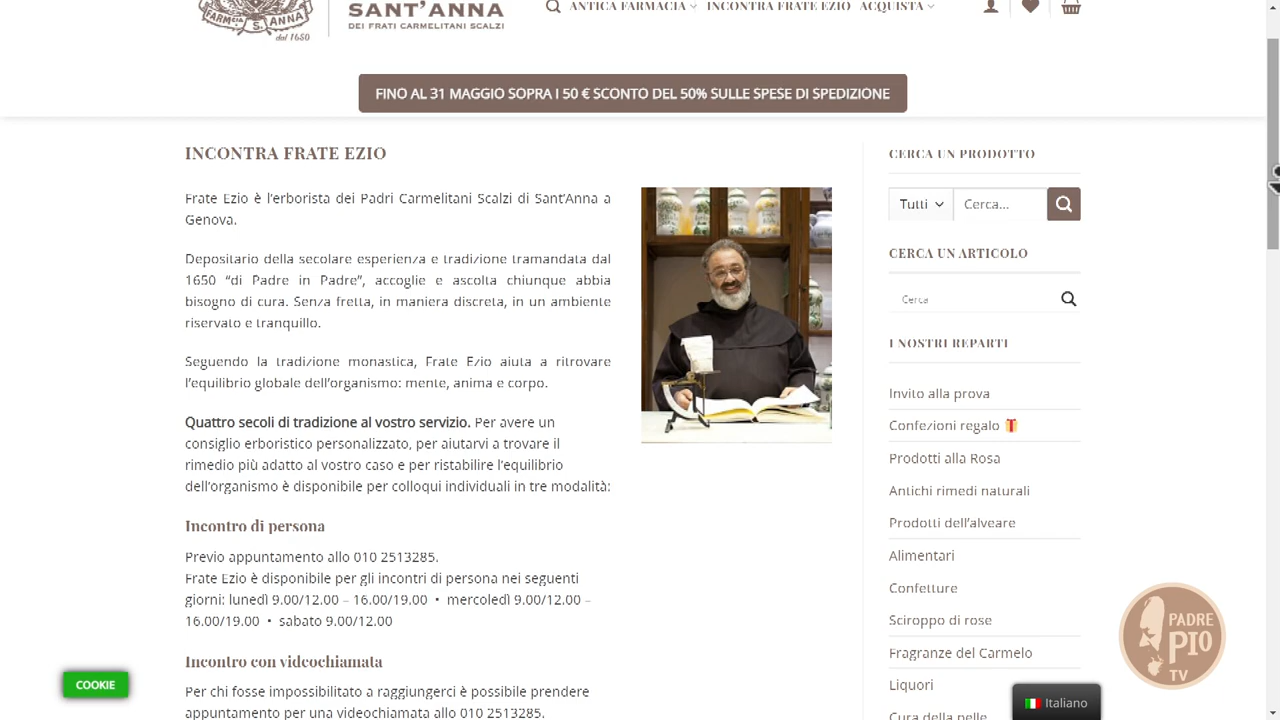 FARMCIA S. ANNA
dal 1650
SANT'ANNA
DEI FRATI CARMELITANI SCALZI
ANTICA FARMACIA
INCONTRA FRATE EZIO
ACQUISTA
FINO AL 31 MAGGIO SOPRA I 50 € SCONTO DEL 50% SULLE SPESE DI SPEDIZIONE
INCONTRA FRATE EZIO
Frate Ezio è l'erborista dei Padri Carmelitani Scalzi di Sant'Anna a
Genova.
Depositario della secolare esperienza e tradizione tramandata dal
1650 “di Padre in Padre”, accoglie e ascolta chiunque abbia
bisogno di cura. Senza fretta, in maniera discreta, in un ambiente
riservato e tranquillo.
Seguendo la tradizione monastica, Frate Ezio aiuta a ritrovare
l'equilibrio globale dell'organismo: mente, anima e corpo.
Quattro secoli di tradizione al vostro servizio. Per avere un
consiglio erboristico personalizzato, per aiutarvi a trovare il
rimedio più adatto al vostro caso e per ristabilire l'equilibrio
dell'organismo è disponibile per colloqui individuali in tre modalità:
Incontro di persona
Previo appuntamento allo 010 2513285.
Frate Ezio è disponibile per gli incontri di persona nei seguenti
giorni: lunedì 9.00/12.00 – 16.00/19.00 • mercoledì 9.00/12.00 –
16.00/19.00 • sabato 9.00/12.00
Incontro con videochiamata
Per chi fosse impossibilitato a raggiungerci è possibile prendere
appuntamento per una videochiamata allo 010 2513285.
CERCA UN PRODOTTO
Tutti
Cerca...
CERCA UN ARTICOLO
Cerca
I NOSTRI REPARTI
Invito alla prova
Confezioni regalo
Prodotti alla Rosa
Antichi rimedi naturali
Prodotti dell'alveare
Alimentari
Confetture
Sciroppo di rose
Fragranze del Carmelo
Liquori
Cura della pelle
COOKIE
Italiano
PADRE
PIO
TV